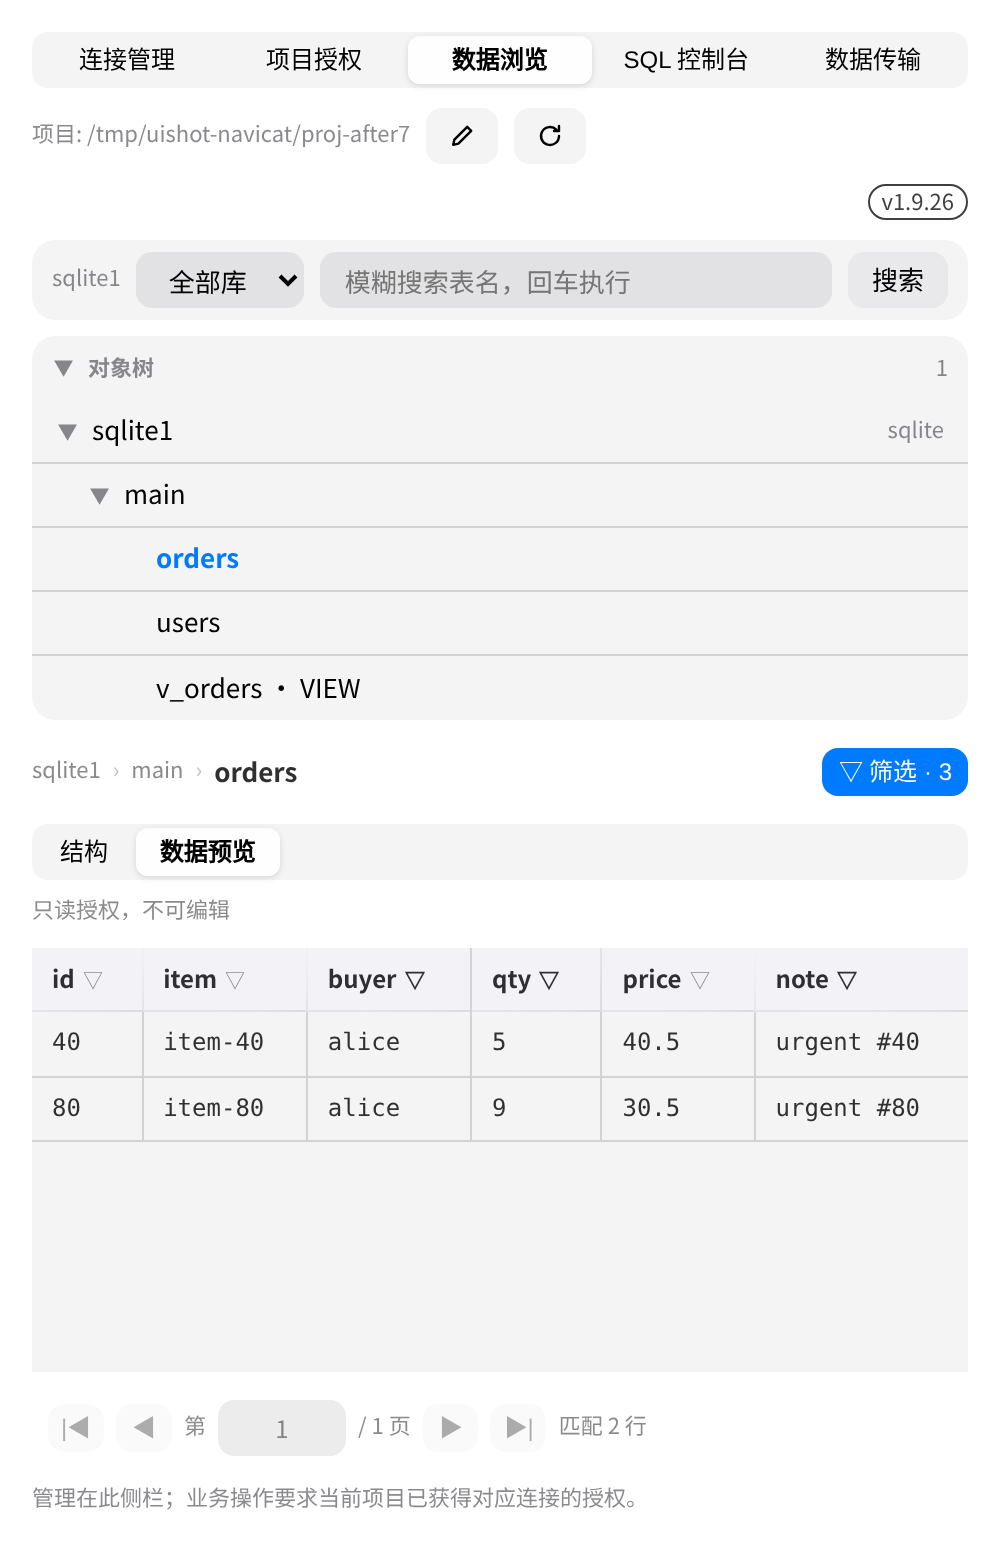 连接管理 项目授权 数据浏览 SQL 控制台 数据传输
项目: /tmp/uishot-navicat/proj-after7
v1.9.26
sqlite1 全部库 模糊搜索表名，回车执行 搜索
▼ 对象树 1
▼ sqlite1 sqlite
▼ main
orders
users
v_orders · VIEW
sqlite1 › main › orders ▽ 筛选 · 3
结构 数据预览
只读授权，不可编辑
id ▽ item ▽ buyer ▽ qty ▽ price ▽ note ▽
40 item-40 alice 5 40.5 urgent #40
80 item-80 alice 9 30.5 urgent #80
|◀ ◀ 第 1 / 1 页 ▶ ▶| 匹配 2 行
管理在此侧栏；业务操作要求当前项目已获得对应连接的授权。